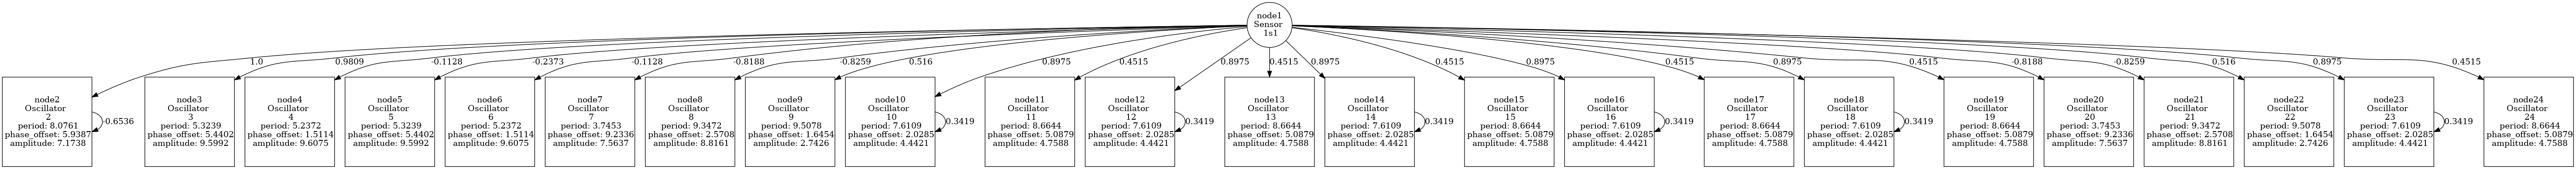 node1
Sensor
1s1
1.0
0.9809
-0.1128
-0.2373
-0.1128
-0.8188
-0.8259
0.516
0.8975
0.4515
0.8975
0.4515
0.8975
0.4515
0.8975
0.4515
0.8975
0.4515
-0.8188
-0.8259
0.516
0.8975
0.4515
node2
Oscillator
2
period: 8.0761
phase_offset: 5.9387
amplitude: 7.1738
-0.6536
node3
Oscillator
3
period: 5.3239
phase_offset: 5.4402
amplitude: 9.5992
node4
Oscillator
4
period: 5.2372
phase_offset: 1.5114
amplitude: 9.6075
node5
Oscillator
5
period: 5.3239
phase_offset: 5.4402
amplitude: 9.5992
node6
Oscillator
6
period: 5.2372
phase_offset: 1.5114
amplitude: 9.6075
node7
Oscillator
7
period: 3.7453
phase_offset: 9.2336
amplitude: 7.5637
node8
Oscillator
8
period: 9.3472
phase_offset: 2.5708
amplitude: 8.8161
node9
Oscillator
9
period: 9.5078
phase_offset: 1.6454
amplitude: 2.7426
node10
Oscillator
10
period: 7.6109
phase_offset: 2.0285
amplitude: 4.4421
0.3419
node11
Oscillator
11
period: 8.6644
phase_offset: 5.0879
amplitude: 4.7588
node12
Oscillator
12
period: 7.6109
phase_offset: 2.0285
amplitude: 4.4421
0.3419
node13
Oscillator
13
period: 8.6644
phase_offset: 5.0879
amplitude: 4.7588
node14
Oscillator
14
period: 7.6109
phase_offset: 2.0285
amplitude: 4.4421
0.3419
node15
Oscillator
15
period: 8.6644
phase_offset: 5.0879
amplitude: 4.7588
node16
Oscillator
16
period: 7.6109
phase_offset: 2.0285
amplitude: 4.4421
0.3419
node17
Oscillator
17
period: 8.6644
phase_offset: 5.0879
amplitude: 4.7588
node18
Oscillator
18
period: 7.6109
phase_offset: 2.0285
amplitude: 4.4421
0.3419
node19
Oscillator
19
period: 8.6644
phase_offset: 5.0879
amplitude: 4.7588
node20
Oscillator
20
period: 3.7453
phase_offset: 9.2336
amplitude: 7.5637
node21
Oscillator
21
period: 9.3472
phase_offset: 2.5708
amplitude: 8.8161
node22
Oscillator
22
period: 9.5078
phase_offset: 1.6454
amplitude: 2.7426
node23
Oscillator
23
period: 7.6109
phase_offset: 2.0285
amplitude: 4.4421
0.3419
node24
Oscillator
24
period: 8.6644
phase_offset: 5.0879
amplitude: 4.7588